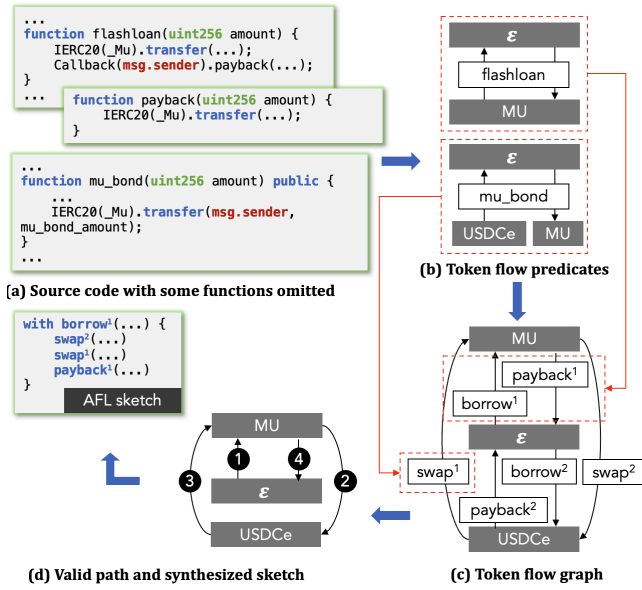 ...
function flashloan(uint256 amount) {
IERC20(_Mu).transfer(...);
Callback(msg.sender).payback(...);
}
...
function payback(uint256 amount) {
IERC20(_Mu).transfer(...);
}
...
function mu_bond(uint256 amount) public {
...
IERC20(_Mu).transfer(msg.sender,
mu_bond_amount);
}
...
(a) Source code with some functions omitted
ε
flashloan
MU
ε
mu_bond
USDCe MU
(b) Token flow predicates
with borrow¹(...) {
swap²(...)
swap¹(...)
payback¹(...)
}
AFL sketch
MU
1 4
3 2
ε
USDCe
(d) Valid path and synthesized sketch
MU
payback¹
borrow¹
ε
swap¹ borrow² swap²
payback²
USDCe
(c) Token flow graph